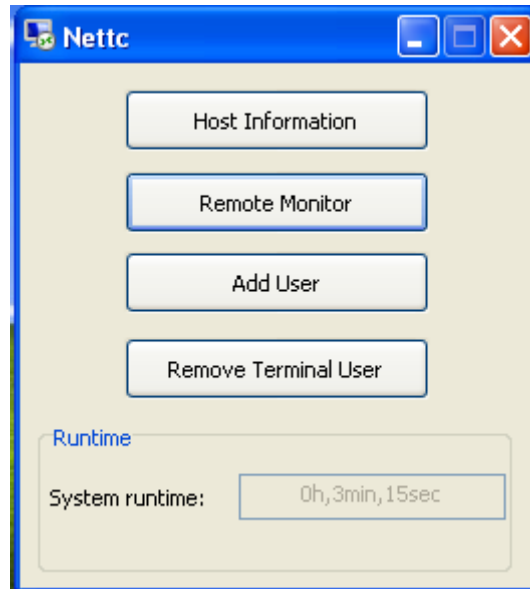 Nettc
Host Information
Remote Monitor
Add User
Remove Terminal User
Runtime
System runtime:
0h,3min,15sec